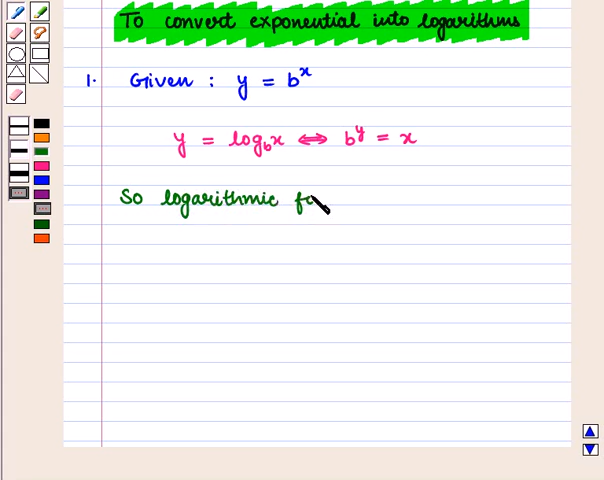 To convert exponential into logarithms
1. Given : y = b^x
y = log_b x ⟺ b^y = x
So logarithmic